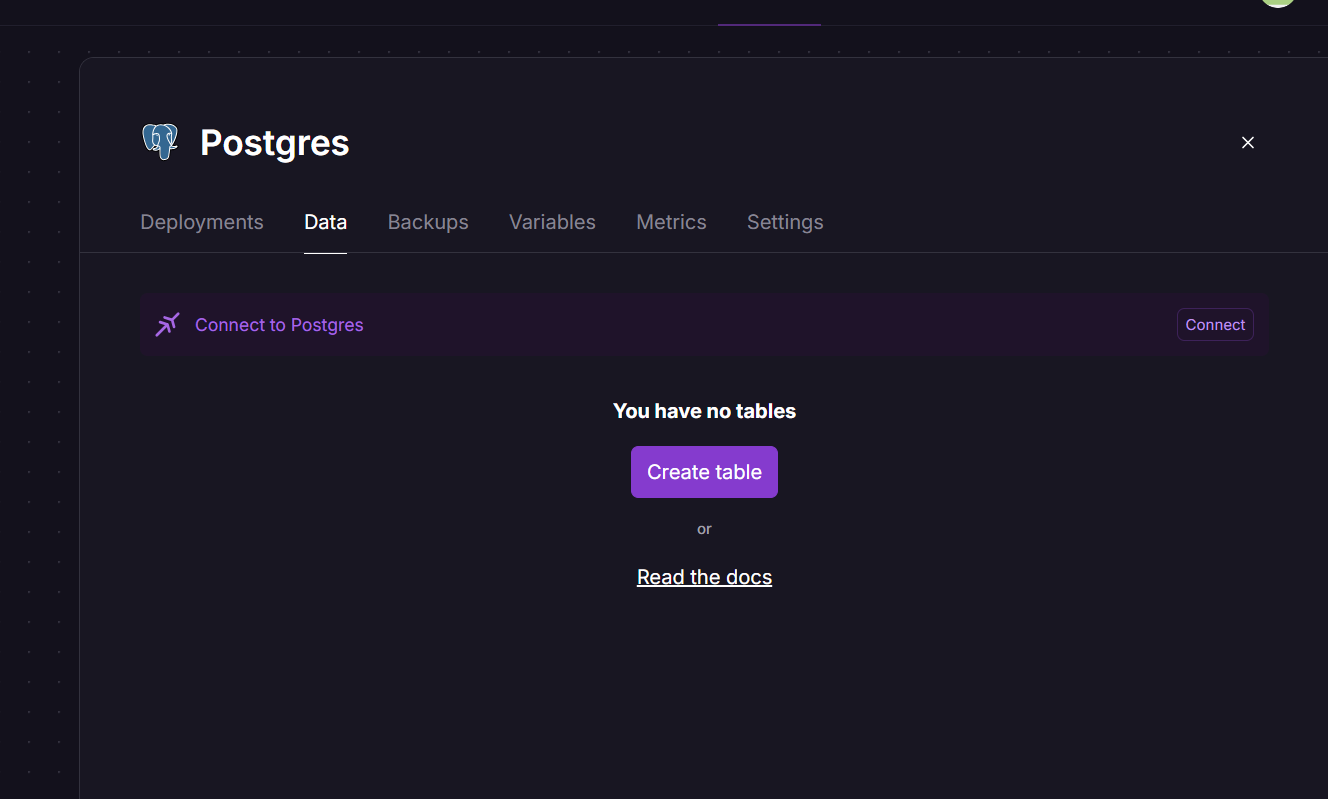 Postgres
Deployments Data Backups Variables Metrics Settings
Connect to Postgres Connect
You have no tables
Create table
or
Read the docs